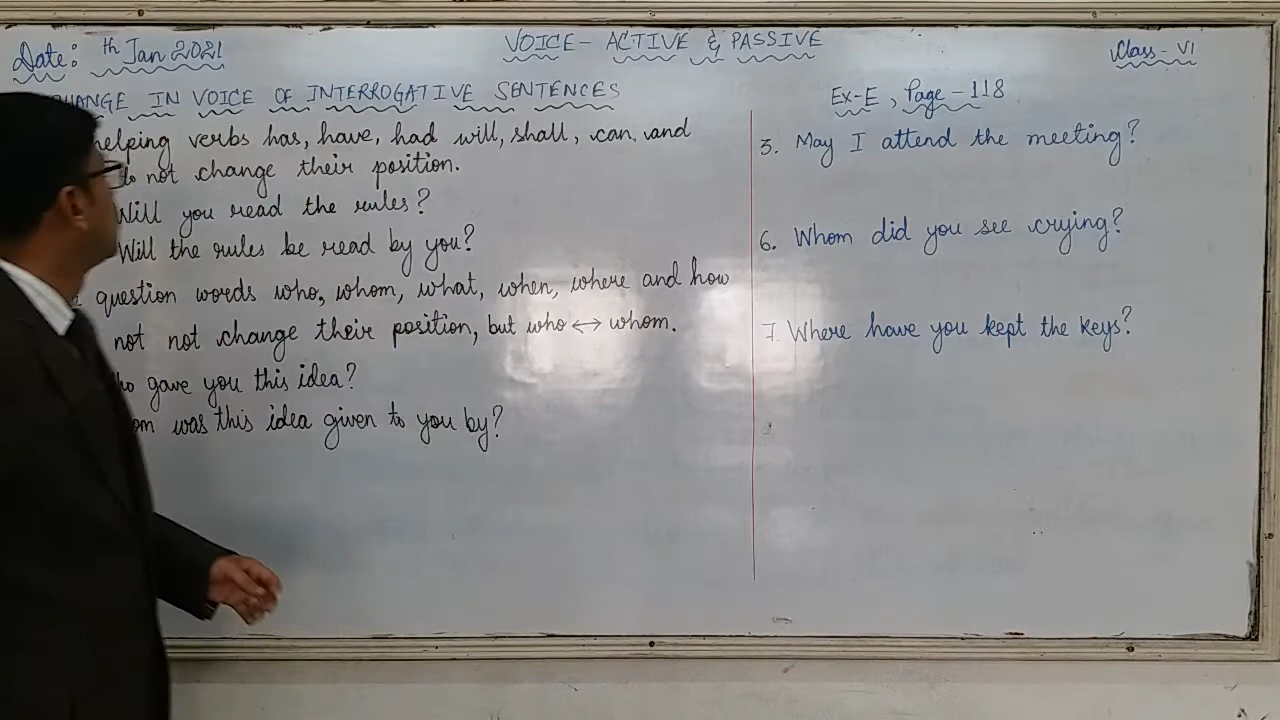 Date: th Jan 2021
VOICE - ACTIVE & PASSIVE
Class - VI
CHANGE IN VOICE OF INTERROGATIVE SENTENCES
helping verbs has, have, had will, shall, can, and
do not change their position.
Will you read the rules?
Will the rules be read by you?
question words who, whom, what, when, where and how
not not change their position, but who ↔ whom.
gave you this idea?
was this idea given to you by?
Ex-E, Page - 118
3. May I attend the meeting?
6. Whom did you see crying?
7. Where have you kept the keys?